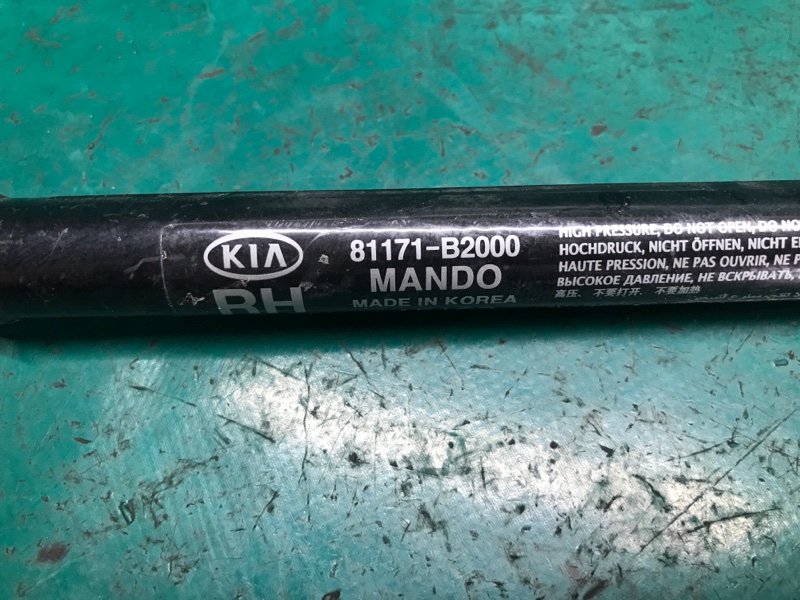 KIA
RH
81171-B2000
MANDO
MADE IN KOREA
HIGH PRESSURE, DO NOT OPEN, DO NO
HOCHDRUCK, NICHT ÖFFNEN, NICHT E
HAUTE PRESSION, NE PAS OUVRIR, NE P
ВЫСОКОЕ ДАВЛЕНИЕ, НЕ ВСКРЫВАТЬ,
高压、不要打开、不要加热